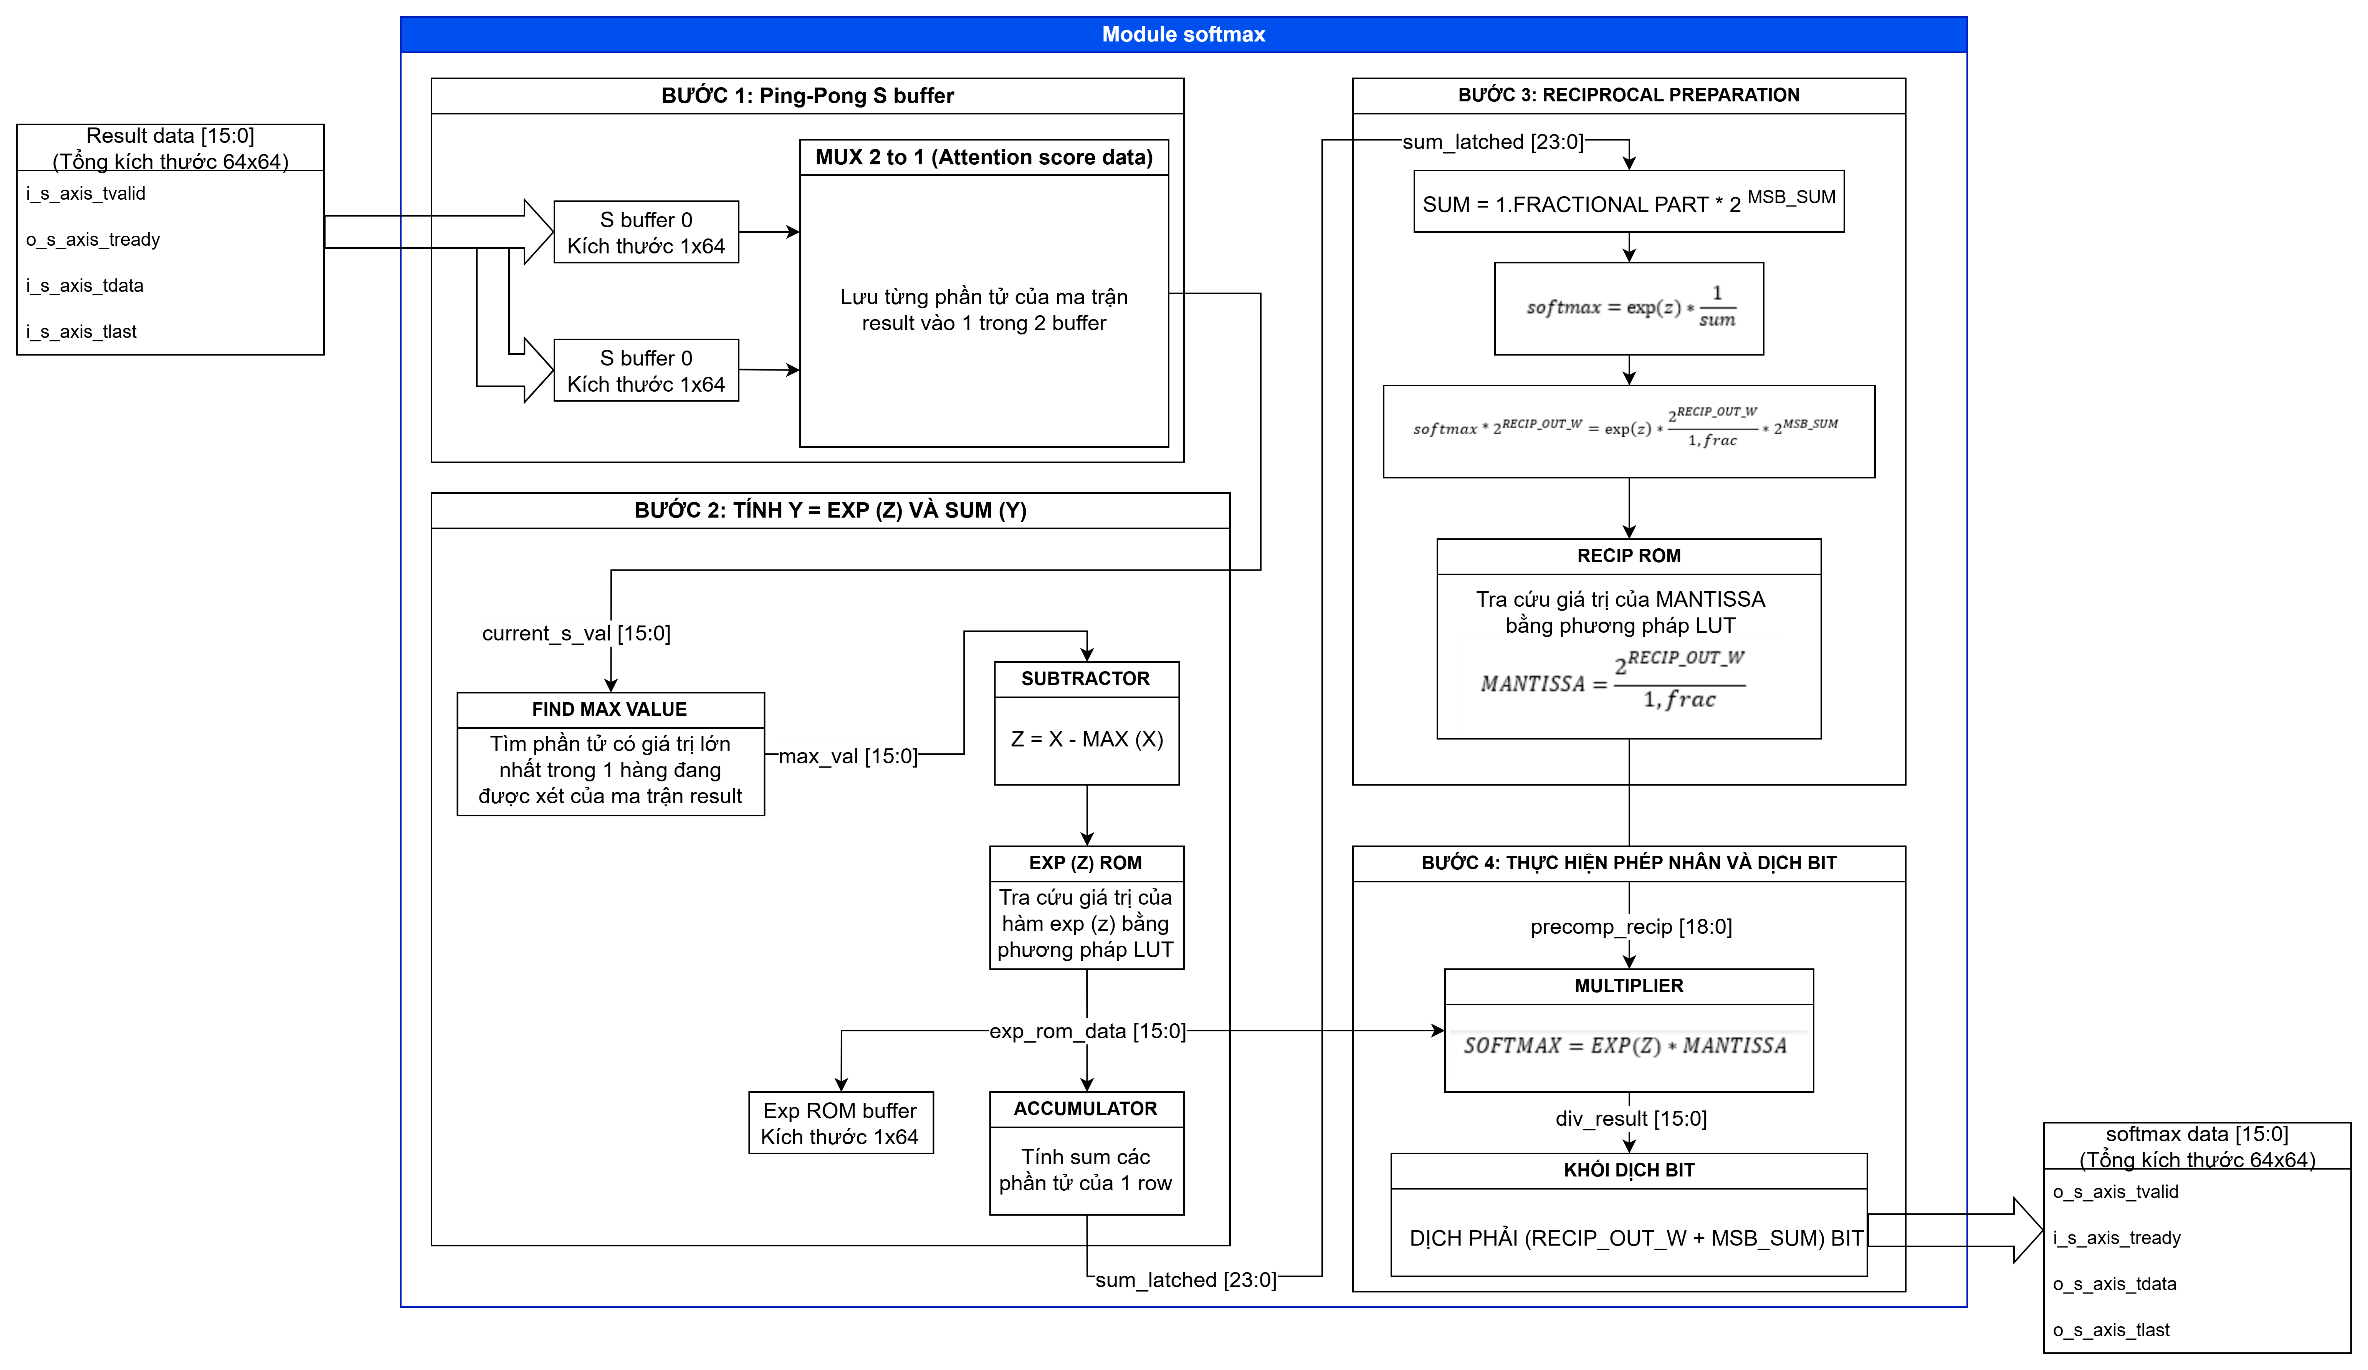 Module softmax
Result data [15:0]
(Tổng kích thước 64x64)
i_s_axis_tvalid
o_s_axis_tready
i_s_axis_tdata
i_s_axis_tlast
BƯỚC 1: Ping-Pong S buffer
S buffer 0
Kích thước 1x64
S buffer 0
Kích thước 1x64
MUX 2 to 1 (Attention score data)
Lưu từng phần tử của ma trận
result vào 1 trong 2 buffer
BƯỚC 2: TÍNH Y = EXP (Z) VÀ SUM (Y)
current_s_val [15:0]
FIND MAX VALUE
Tìm phần tử có giá trị lớn
nhất trong 1 hàng đang
được xét của ma trận result
max_val [15:0]
SUBTRACTOR
Z = X - MAX (X)
EXP (Z) ROM
Tra cứu giá trị của
hàm exp (z) bằng
phương pháp LUT
exp_rom_data [15:0]
Exp ROM buffer
Kích thước 1x64
ACCUMULATOR
Tính sum các
phần tử của 1 row
sum_latched [23:0]
BƯỚC 3: RECIPROCAL PREPARATION
sum_latched [23:0]
SUM = 1.FRACTIONAL PART * 2 ^MSB_SUM
softmax = exp(z) * 1/sum
softmax * 2^RECIP_OUT_W = exp(z) * 2^RECIP_OUT_W/1,frac * 2^MSB_SUM
RECIP ROM
Tra cứu giá trị của MANTISSA
bằng phương pháp LUT
MANTISSA = 2^RECIP_OUT_W/1,frac
BƯỚC 4: THỰC HIỆN PHÉP NHÂN VÀ DỊCH BIT
precomp_recip [18:0]
MULTIPLIER
SOFTMAX = EXP(Z) * MANTISSA
div_result [15:0]
KHỐI DỊCH BIT
DỊCH PHẢI (RECIP_OUT_W + MSB_SUM) BIT
softmax data [15:0]
(Tổng kích thước 64x64)
o_s_axis_tvalid
i_s_axis_tready
o_s_axis_tdata
o_s_axis_tlast